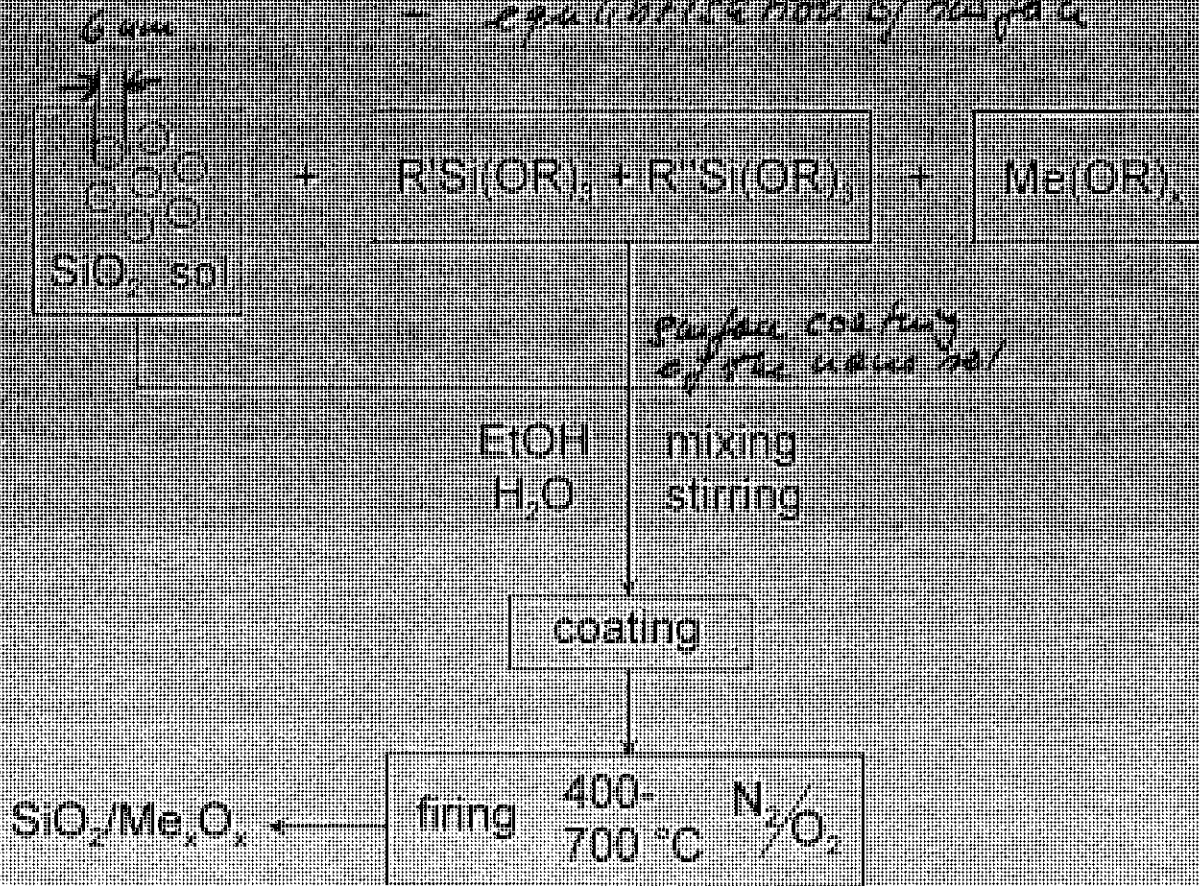 6 nm
of surface
+ R'Si(OR)₃ + R''Si(OR)₃ + Me(OR)ₓ
SiO₂ sol
coating
of the nano sol
EtOH mixing
H₂O stirring
coating
SiO₂/MeₓOₓ firing 400-700 °C N₂/O₂